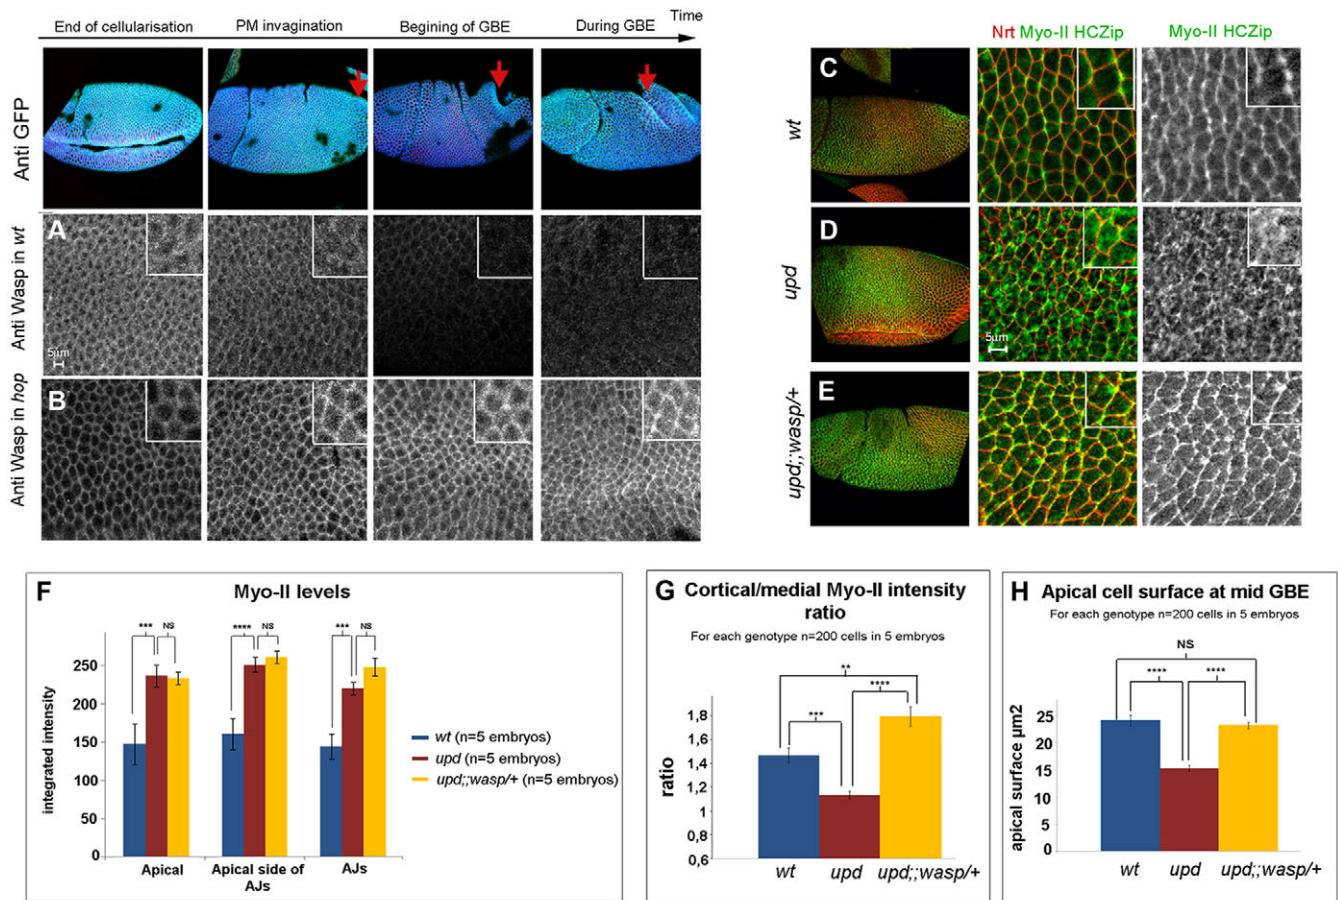 Time
End of cellularisation
PM invagination
Begining of GBE
During GBE
Anti GFP
A
Anti Wasp in wt
5µm
B
Anti Wasp in hop
Nrt Myo-II HCZip
Myo-II HCZip
C
wt
D
upd
5µm
E
upd;;wasp/+
F
Myo-II levels
integrated intensity
250
200
150
100
50
0
***
NS
****
NS
***
NS
Apical
Apical side of AJs
AJs
wt (n=5 embryos)
upd (n=5 embryos)
upd;;wasp/+ (n=5 embryos)
G
Cortical/medial Myo-II intensity
ratio
For each genotype n=200 cells in 5 embryos
ratio
1,8
1,6
1,4
1,2
1
0,8
0,6
**
***
****
wt
upd
upd;;wasp/+
H
Apical cell surface at mid GBE
For each genotype n=200 cells in 5 embryos
apical surface µm2
25
20
15
10
5
0
NS
****
****
wt
upd
upd;;wasp/+